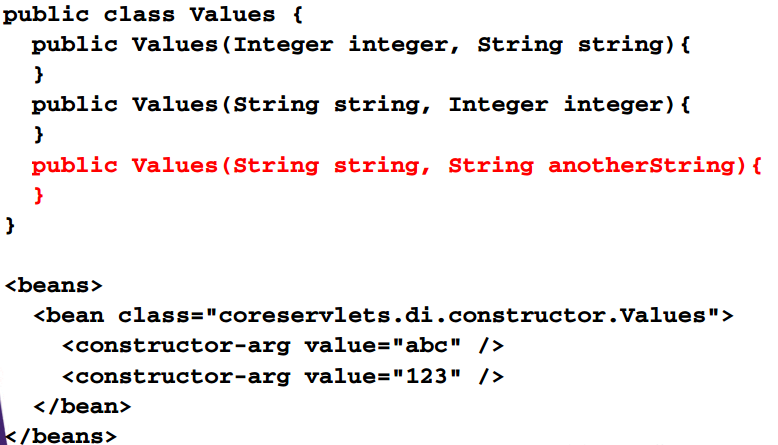 public class Values {
public Values(Integer integer, String string){
}
public Values(String string, Integer integer){
}
public Values(String string, String anotherString){
}
}
<beans>
<bean class="coreservlets.di.constructor.Values">
<constructor-arg value="abc" />
<constructor-arg value="123" />
</bean>
</beans>